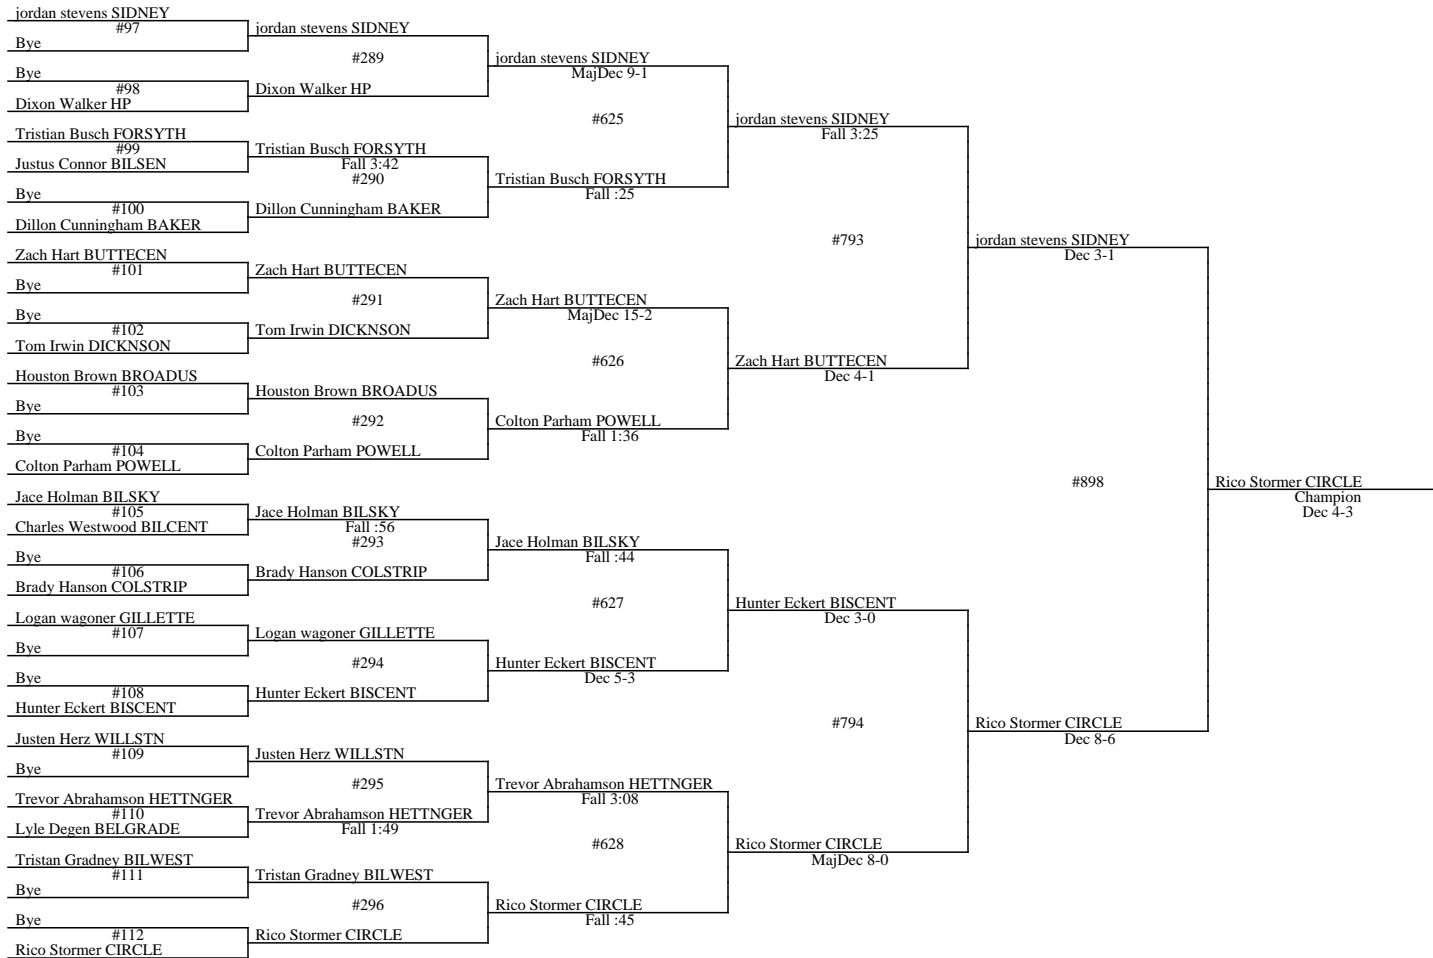 jordan stevens SIDNEY
#97
Bye
Bye
#98
Dixon Walker HP
Tristian Busch FORSYTH
#99
Justus Connor BILSEN
Bye
#100
Dillon Cunningham BAKER
Zach Hart BUTTECEN
#101
Bye
Bye
#102
Tom Irwin DICKNSON
Houston Brown BROADUS
#103
Bye
Bye
#104
Colton Parham POWELL
Jace Holman BILSKY
#105
Charles Westwood BILCENT
Bye
#106
Brady Hanson COLSTRIP
Logan wagoner GILLETTE
#107
Bye
Bye
#108
Hunter Eckert BISCENT
Justen Herz WILLSTN
#109
Bye
Trevor Abrahamson HETTNGER
#110
Lyle Degen BELGRADE
Tristan Gradney BILWEST
#111
Bye
Bye
#112
Rico Stormer CIRCLE
jordan stevens SIDNEY
#289
Dixon Walker HP
Tristian Busch FORSYTH
Fall 3:42
#290
Dillon Cunningham BAKER
Zach Hart BUTTECEN
#291
Tom Irwin DICKNSON
Houston Brown BROADUS
#292
Colton Parham POWELL
Jace Holman BILSKY
Fall :56
#293
Brady Hanson COLSTRIP
Logan wagoner GILLETTE
#294
Hunter Eckert BISCENT
Justen Herz WILLSTN
#295
Trevor Abrahamson HETTNGER
Fall 1:49
Tristan Gradney BILWEST
#296
Rico Stormer CIRCLE
jordan stevens SIDNEY
MajDec 9-1
#625
Tristian Busch FORSYTH
Fall :25
Zach Hart BUTTECEN
MajDec 15-2
#626
Colton Parham POWELL
Fall 1:36
Jace Holman BILSKY
Fall :44
#627
Hunter Eckert BISCENT
Dec 5-3
Trevor Abrahamson HETTNGER
Fall 3:08
#628
Rico Stormer CIRCLE
Fall :45
jordan stevens SIDNEY
Fall 3:25
#793
Zach Hart BUTTECEN
Dec 4-1
Hunter Eckert BISCENT
Dec 3-0
#794
Rico Stormer CIRCLE
MajDec 8-0
jordan stevens SIDNEY
Dec 3-1
#898
Rico Stormer CIRCLE
Dec 8-6
Rico Stormer CIRCLE
Champion
Dec 4-3